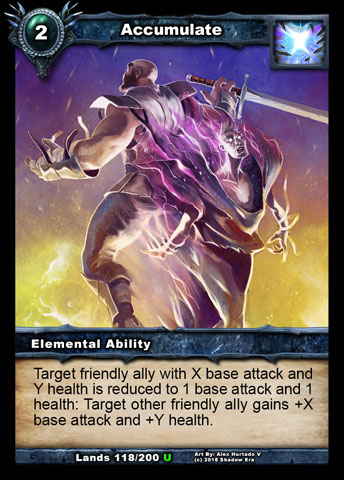 2
Accumulate
Elemental Ability
Target friendly ally with X base attack and
Y health is reduced to 1 base attack and 1
health: Target other friendly ally gains +X
base attack and +Y health.
Lands 118/200 U
Art By: Alex Hurtado V
(c) 2018 Shadow Era